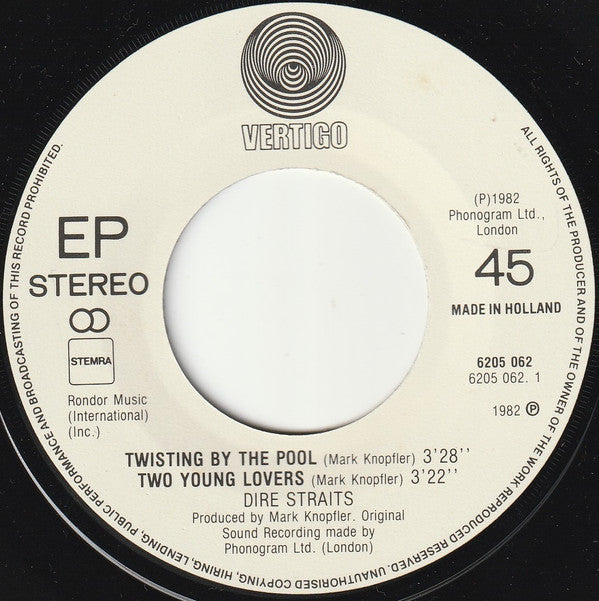 VERTIGO
(P)1982
Phonogram Ltd.,
London
EP
STEREO
45
MADE IN HOLLAND
STEMRA
6205 062
6205 062. 1
Rondor Music
(International)
(Inc.)
1982 Ⓟ
TWISTING BY THE POOL (Mark Knopfler) 3'28''
TWO YOUNG LOVERS (Mark Knopfler) 3'22''
DIRE STRAITS
Produced by Mark Knopfler. Original
Sound Recording made by
Phonogram Ltd. (London)
ALL RIGHTS OF THE PRODUCER AND OF THE OWNER OF THE WORK REPRODUCED RESERVED. UNAUTHORISED COPYING, HIRING, LENDING, PUBLIC PERFORMANCE AND BROADCASTING OF THIS RECORD PROHIBITED.